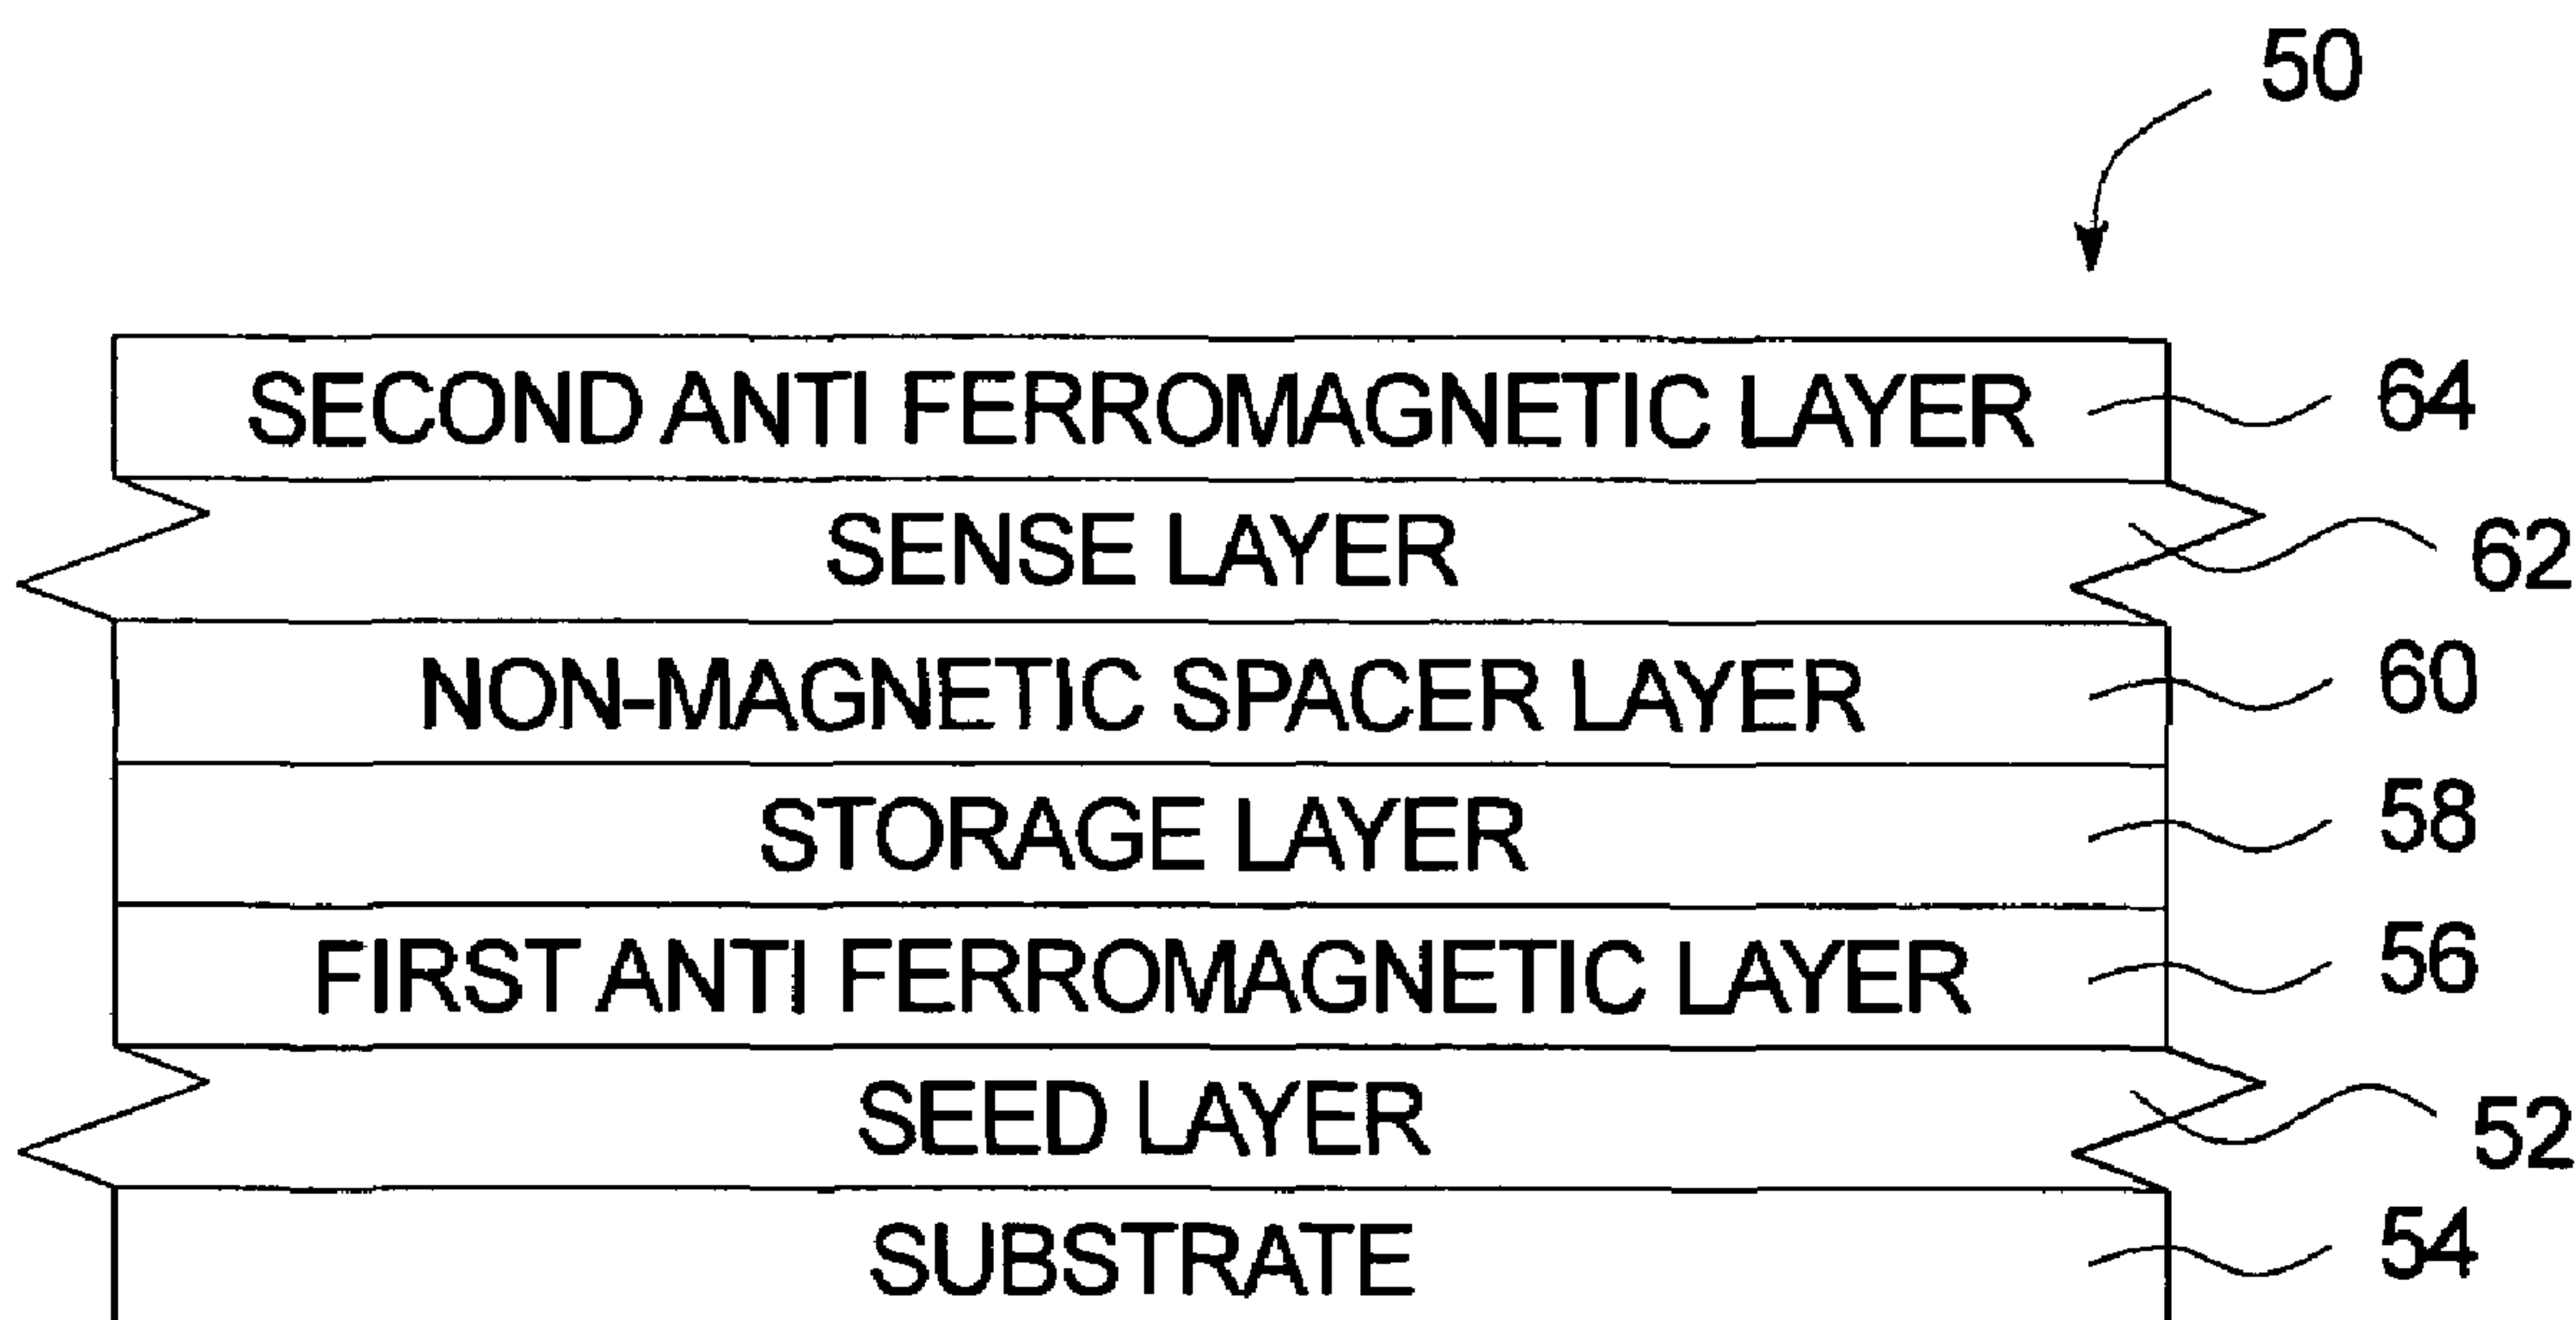 50
SECOND ANTI FERROMAGNETIC LAYER 64
SENSE LAYER 62
NON-MAGNETIC SPACER LAYER 60
STORAGE LAYER 58
FIRST ANTI FERROMAGNETIC LAYER 56
SEED LAYER 52
SUBSTRATE 54